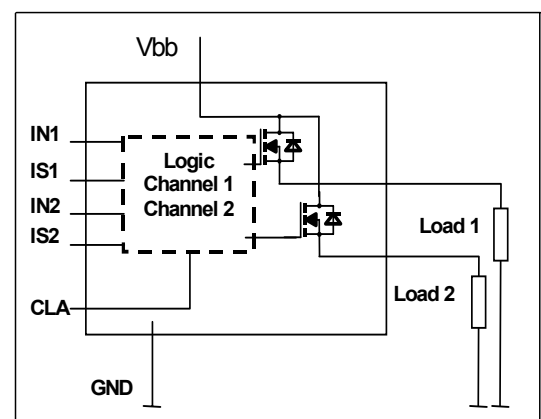 Vbb
IN1
IS1
IN2
IS2
Logic
Channel 1
Channel 2
Load 1
Load 2
CLA
GND